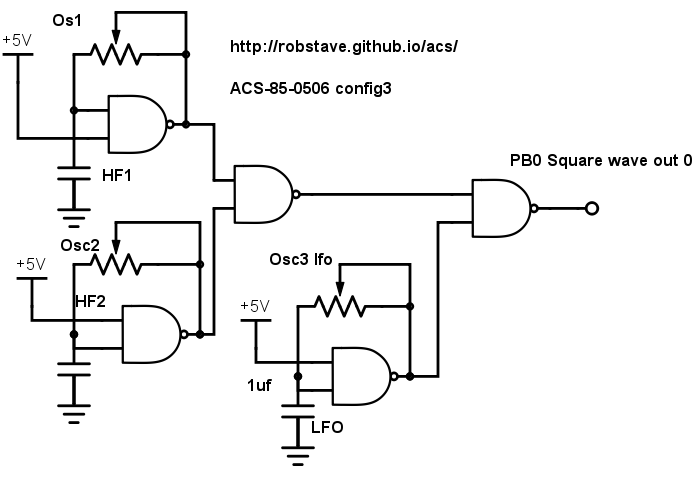 Os1
+5V
http://robstave.github.io/acs/
ACS-85-0506 config3
HF1
PB0 Square wave out 0
Osc2
+5V
HF2
Osc3 lfo
+5V
1uf
LFO